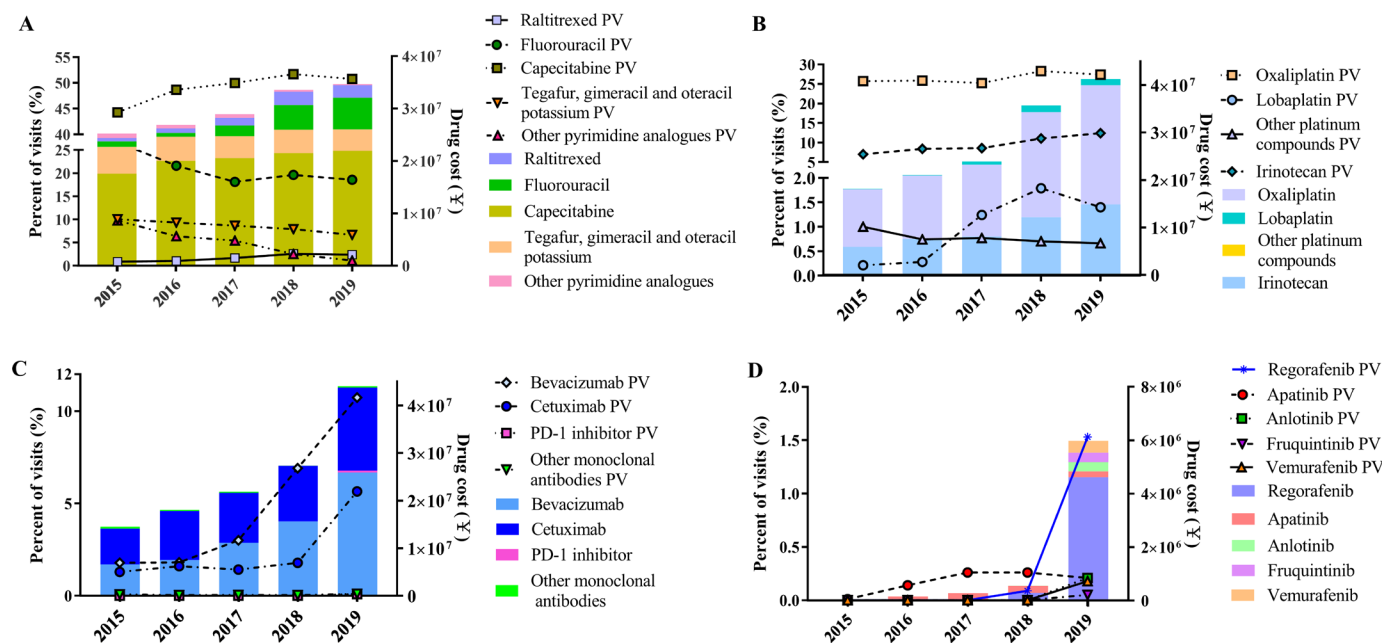 A
Percent of visits (%)
55
50
45
40
25
20
15
10
5
0
2015
2016
2017
2018
2019
4×10⁷
3×10⁷
2×10⁷
1×10⁷
0
Drug cost (¥)
Raltitrexed PV
Fluorouracil PV
Capecitabine PV
Tegafur, gimeracil and oteracil
potassium PV
Other pyrimidine analogues PV
Raltitrexed
Fluorouracil
Capecitabine
Tegafur, gimeracil and oteracil
potassium
Other pyrimidine analogues
B
Percent of visits (%)
30
25
20
15
10
5
2.0
1.5
1.0
0.5
0.0
2015
2016
2017
2018
2019
4×10⁷
3×10⁷
2×10⁷
1×10⁷
0
Drug cost (¥)
Oxaliplatin PV
Lobaplatin PV
Other platinum
compounds PV
Irinotecan PV
Oxaliplatin
Lobaplatin
Other platinum
compounds
Irinotecan
C
Percent of visits (%)
12
10
5
0
2015
2016
2017
2018
2019
4×10⁷
3×10⁷
2×10⁷
1×10⁷
0
Drug cost (¥)
Bevacizumab PV
Cetuximab PV
PD-1 inhibitor PV
Other monoclonal
antibodies PV
Bevacizumab
Cetuximab
PD-1 inhibitor
Other monoclonal
antibodies
D
Percent of visits (%)
2.0
1.5
1.0
0.5
0.0
2015
2016
2017
2018
2019
8×10⁶
6×10⁶
4×10⁶
2×10⁶
0
Drug cost (¥)
Regorafenib PV
Apatinib PV
Anlotinib PV
Fruquintinib PV
Vemurafenib PV
Regorafenib
Apatinib
Anlotinib
Fruquintinib
Vemurafenib